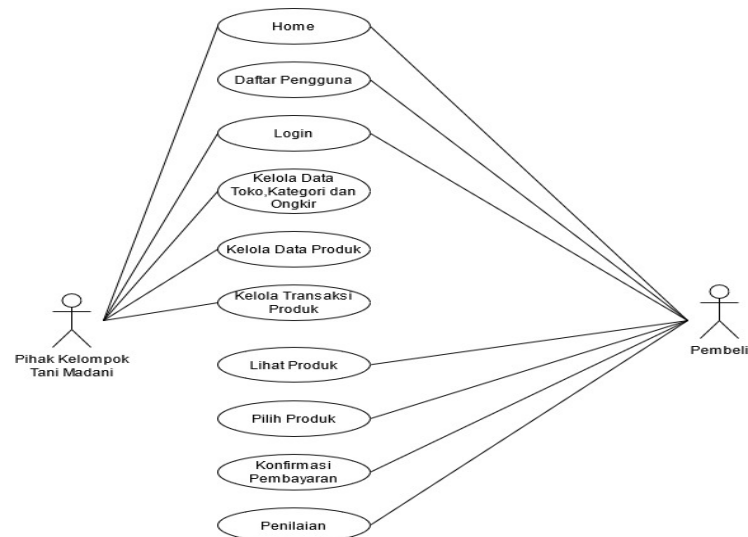 Home
Daftar Pengguna
Login
Kelola Data
Toko,Kategori dan
Ongkir
Kelola Data Produk
Kelola Transaksi
Produk
Pihak Kelompok
Tani Madani
Pembeli
Lihat Produk
Pilih Produk
Konfirmasi
Pembayaran
Penilaian